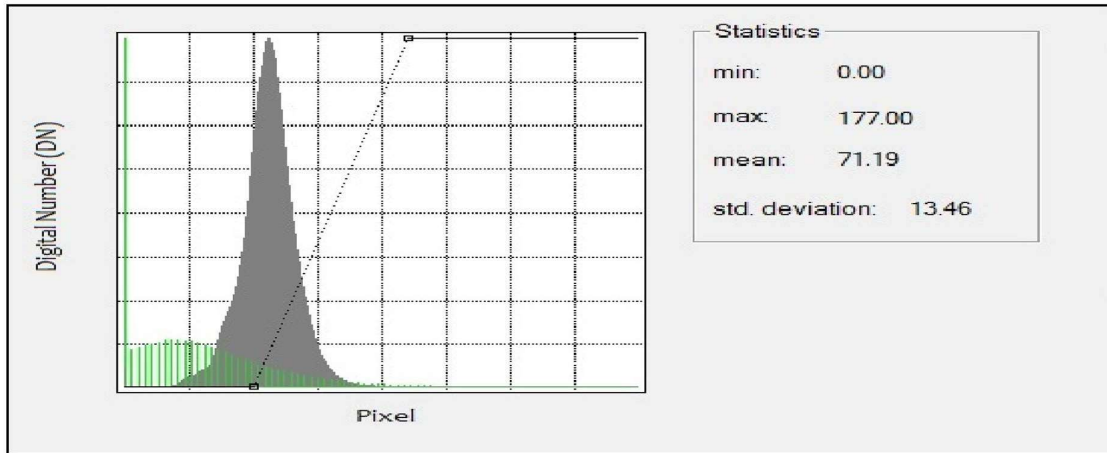 Digital Number (DN)
Pixel
Statistics
min: 0.00
max: 177.00
mean: 71.19
std. deviation: 13.46